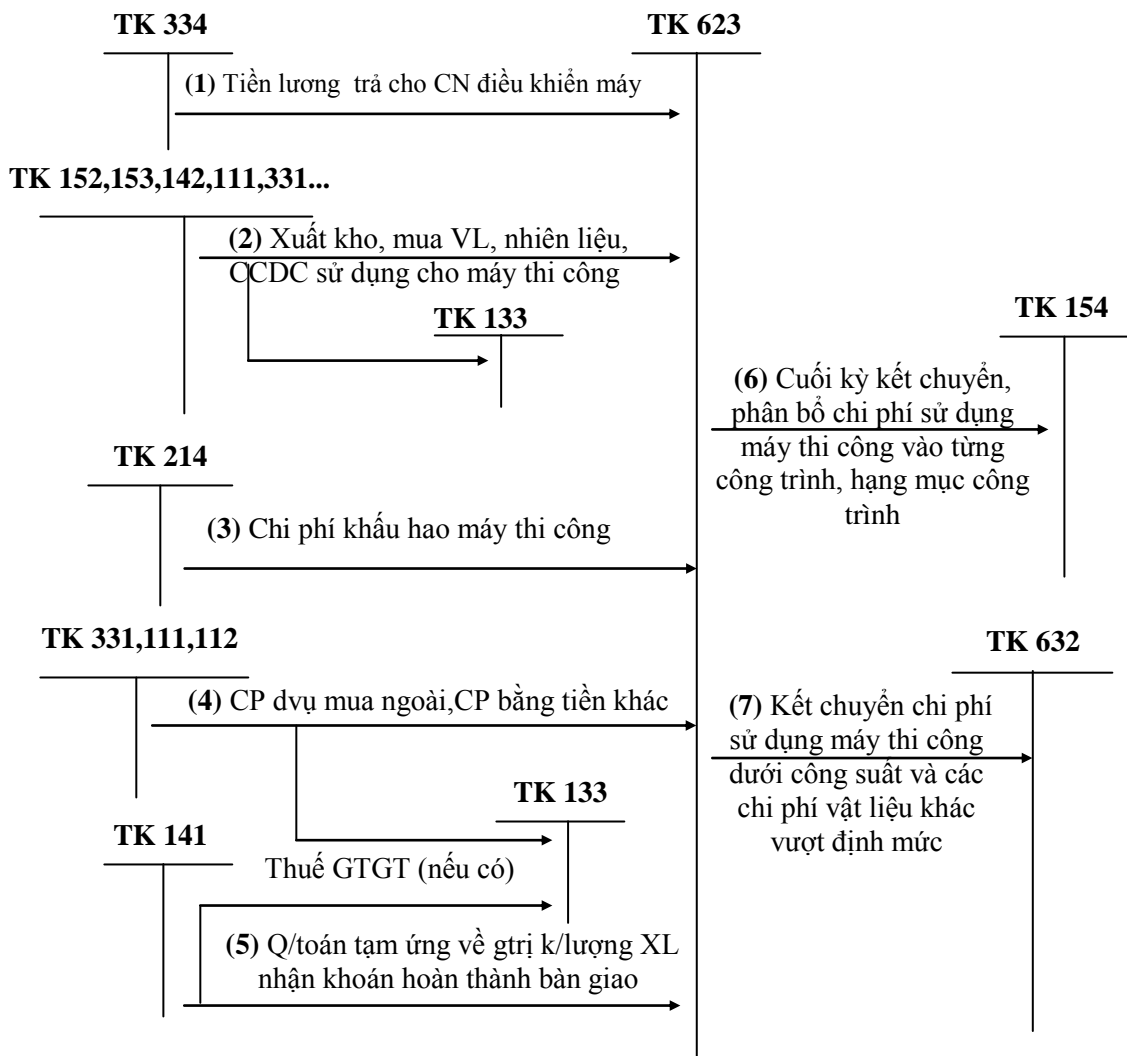 TK 334
TK 623
(1) Tiền lương trả cho CN điều khiển máy
TK 152,153,142,111,331...
(2) Xuất kho, mua VL, nhiên liệu,
CCDC sử dụng cho máy thi công
TK 133
TK 154
(6) Cuối kỳ kết chuyển,
phân bổ chi phí sử dụng
máy thi công vào từng
công trình, hạng mục công
trình
TK 214
(3) Chi phí khấu hao máy thi công
TK 331,111,112
TK 632
(4) CP dvụ mua ngoài,CP bằng tiền khác
(7) Kết chuyển chi phí
sử dụng máy thi công
dưới công suất và các
chi phí vật liệu khác
vượt định mức
TK 133
TK 141
Thuế GTGT (nếu có)
(5) Q/toán tạm ứng về gtrị k/lượng XL
nhận khoán hoàn thành bàn giao